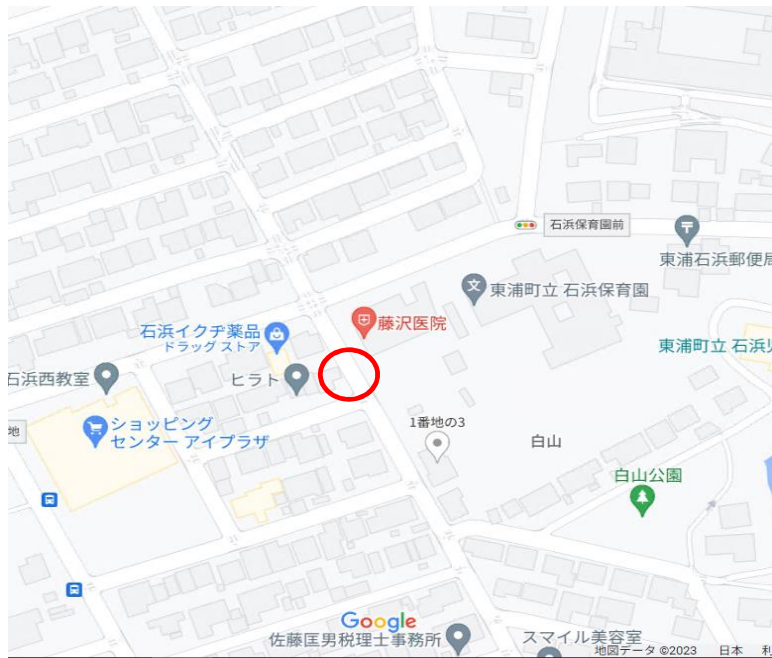 石浜保育園前
東浦石浜郵便局
東浦町立 石浜保育園
藤沢医院
石浜イクヂ薬品
ドラッグ ストア
東浦町立 石浜児
石浜西教室
ヒラト
ショッピング
センター アイプラザ
地
1番地の3
白山
白山公園
Google
佐藤匡男税理士事務所
スマイル美容室
地図データ ©2023 日本 利